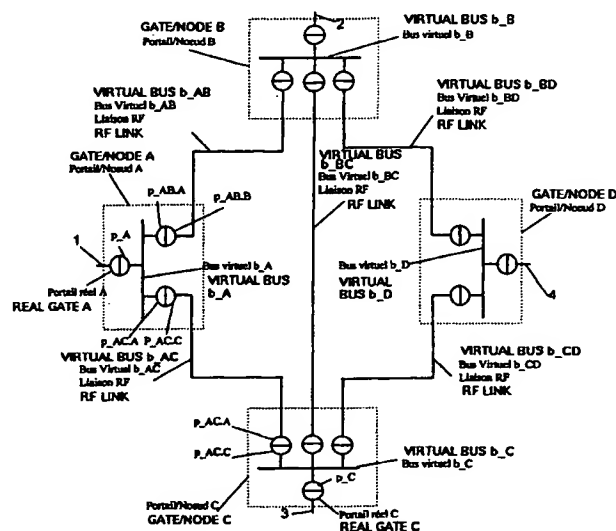 2
GATE/NODE B
Portail/Noeud B
VIRTUAL BUS b_B
Bus virtuel b_B
VIRTUAL BUS b_AB
Bus Virtuel b_AB
Liaison RF
RF LINK
VIRTUAL BUS b_BD
Bus Virtuel b_BD
Liaison RF
RF LINK
VIRTUAL BUS
b_BC
Bus Virtuel b_BC
Liaison RF
RF LINK
GATE/NODE A
Portail/Noeud A
p_AB.A
p_AB.B
1
p_A
Bus virtuel b_A
VIRTUAL BUS
b_A
Portail réel A
REAL GATE A
p_AC.A
P_AC.C
GATE/NODE D
Portail/Noeud D
Bus virtuel b_D
VIRTUAL
BUS b_D
4
VIRTUAL BUS b_AC
Bus Virtuel b_AC
Liaison RF
RF LINK
VIRTUAL BUS b_CD
Bus Virtuel b_CD
Liaison RF
RF LINK
p_AC.A
p_AC.C
VIRTUAL BUS b_C
Bus virtuel b_C
p_C
Portail/Noeud C
GATE/NODE C
3
Portail réel C
REAL GATE C